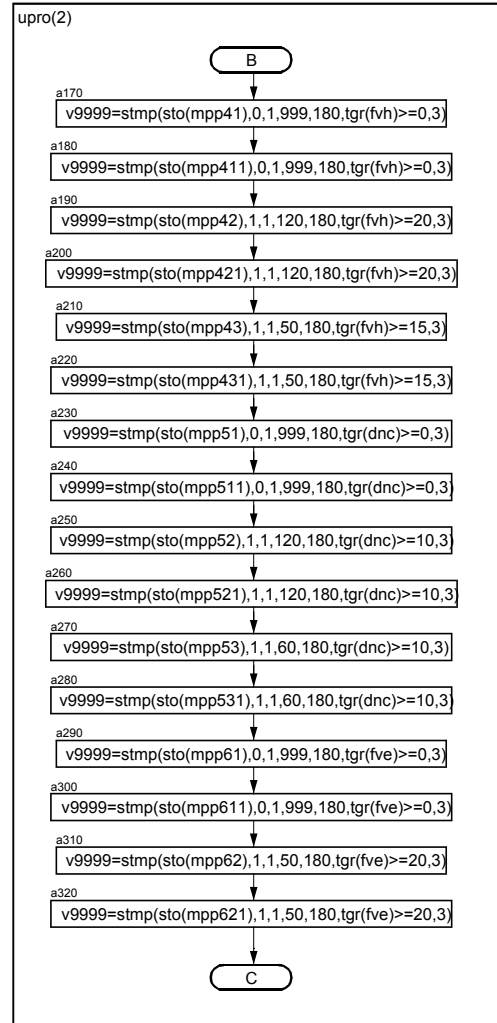 upro(2)
B
a170
v9999=stmp(sto(mpp41),0,1,999,180,tgr(fvh)>=0,3)
a180
v9999=stmp(sto(mpp411),0,1,999,180,tgr(fvh)>=0,3)
a190
v9999=stmp(sto(mpp42),1,1,120,180,tgr(fvh)>=20,3)
a200
v9999=stmp(sto(mpp421),1,1,120,180,tgr(fvh)>=20,3)
a210
v9999=stmp(sto(mpp43),1,1,50,180,tgr(fvh)>=15,3)
a220
v9999=stmp(sto(mpp431),1,1,50,180,tgr(fvh)>=15,3)
a230
v9999=stmp(sto(mpp51),0,1,999,180,tgr(dnc)>=0,3)
a240
v9999=stmp(sto(mpp511),0,1,999,180,tgr(dnc)>=0,3)
a250
v9999=stmp(sto(mpp52),1,1,120,180,tgr(dnc)>=10,3)
a260
v9999=stmp(sto(mpp521),1,1,120,180,tgr(dnc)>=10,3)
a270
v9999=stmp(sto(mpp53),1,1,60,180,tgr(dnc)>=10,3)
a280
v9999=stmp(sto(mpp531),1,1,60,180,tgr(dnc)>=10,3)
a290
v9999=stmp(sto(mpp61),0,1,999,180,tgr(fve)>=0,3)
a300
v9999=stmp(sto(mpp611),0,1,999,180,tgr(fve)>=0,3)
a310
v9999=stmp(sto(mpp62),1,1,50,180,tgr(fve)>=20,3)
a320
v9999=stmp(sto(mpp621),1,1,50,180,tgr(fve)>=20,3)
C